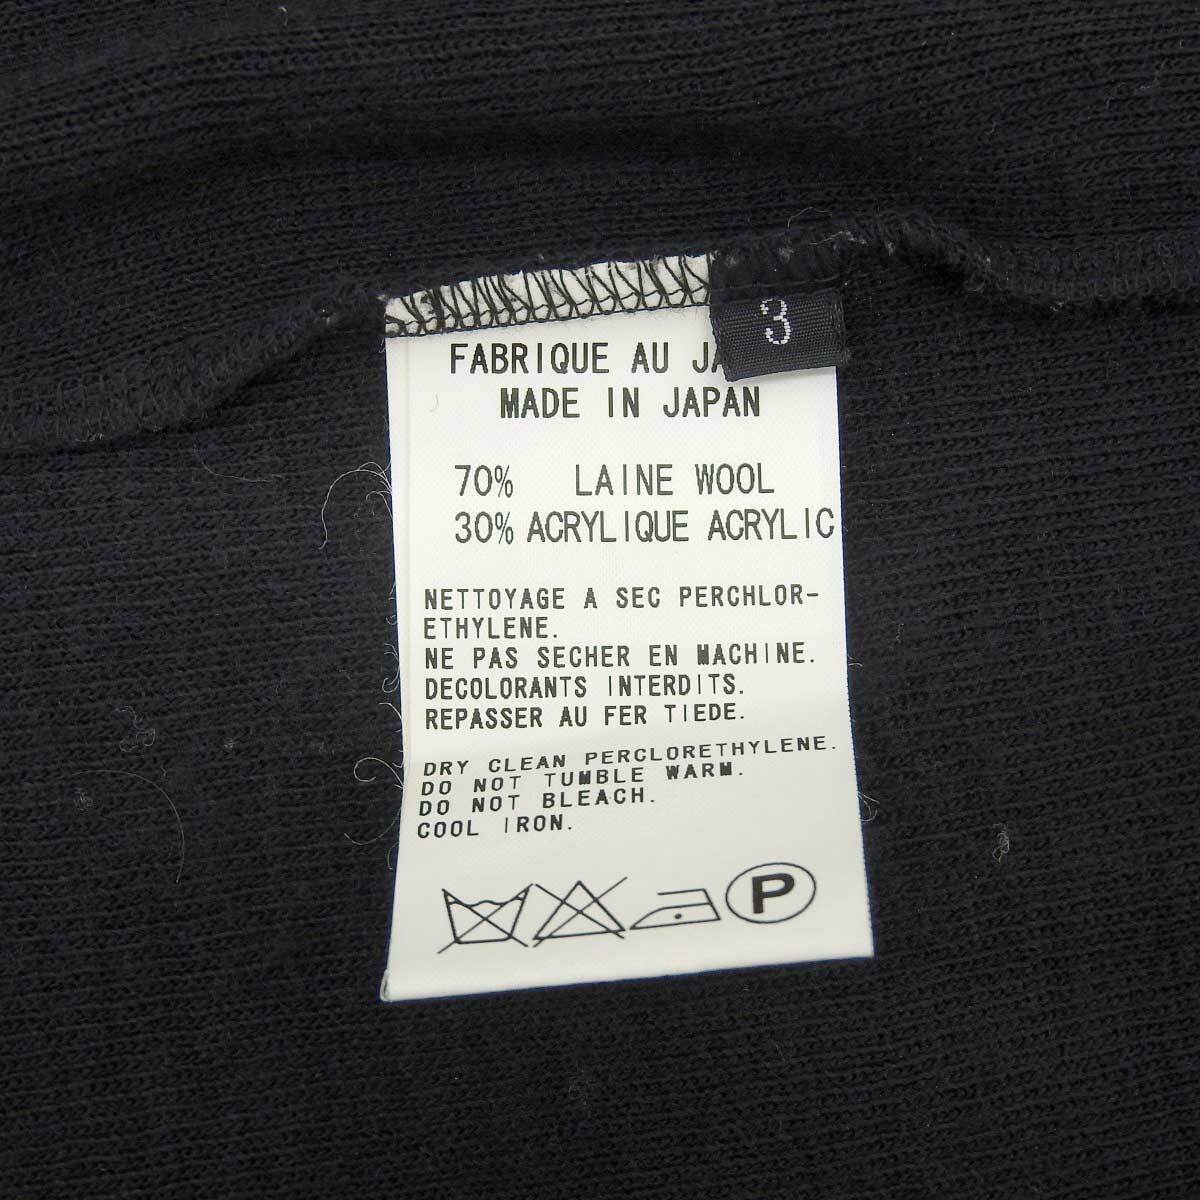 3
FABRIQUE AU
MADE IN JAPAN
70% LAINE WOOL
30% ACRYLIQUE ACRYLIC
NETTOYAGE A SEC PERCHLOR-
ETHYLENE.
NE PAS SECHER EN MACHINE.
DECOLORANTS INTERDITS.
REPASSER AU FER TIEDE.
DRY CLEAN PERCLORETHYLENE.
DO NOT TUMBLE WARM.
DO NOT BLEACH.
COOL IRON.
P